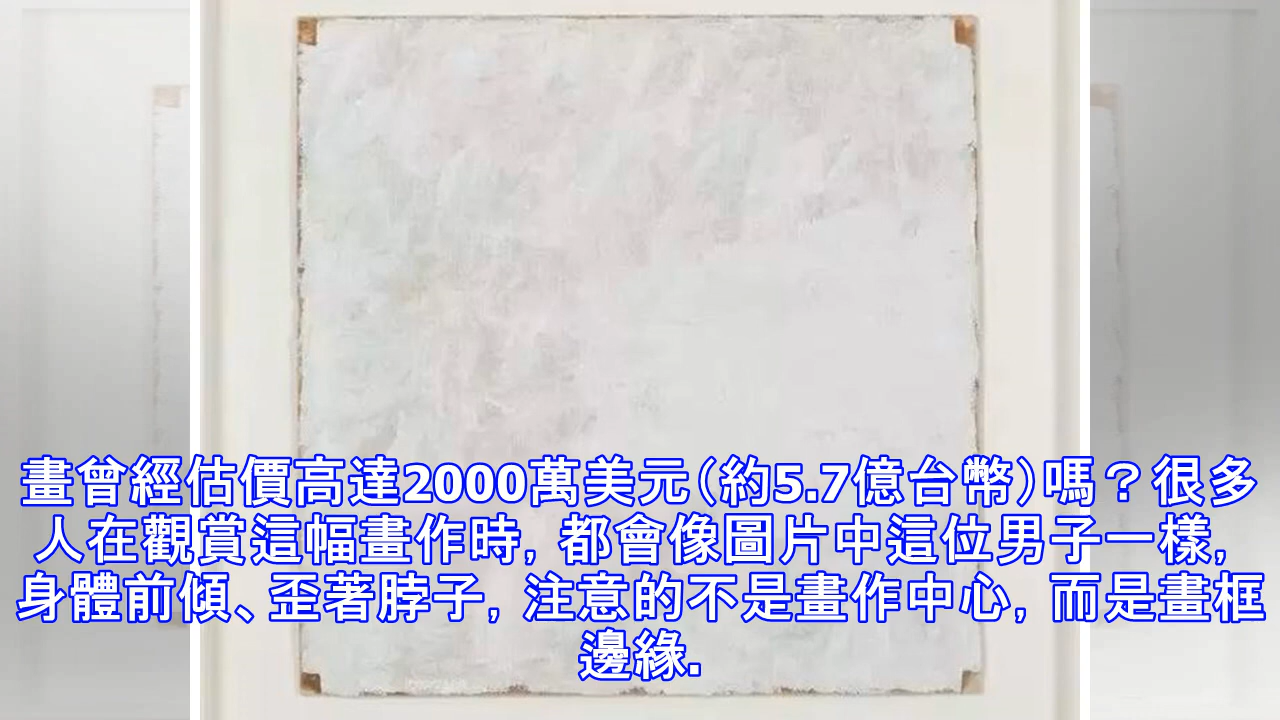 畫曾經估價高達2000萬美元(約5.7億台幣)嗎？很多
人在觀賞這幅畫作時, 都會像圖片中這位男子一樣,
身體前傾、歪著脖子, 注意的不是畫作中心, 而是畫框
邊緣.